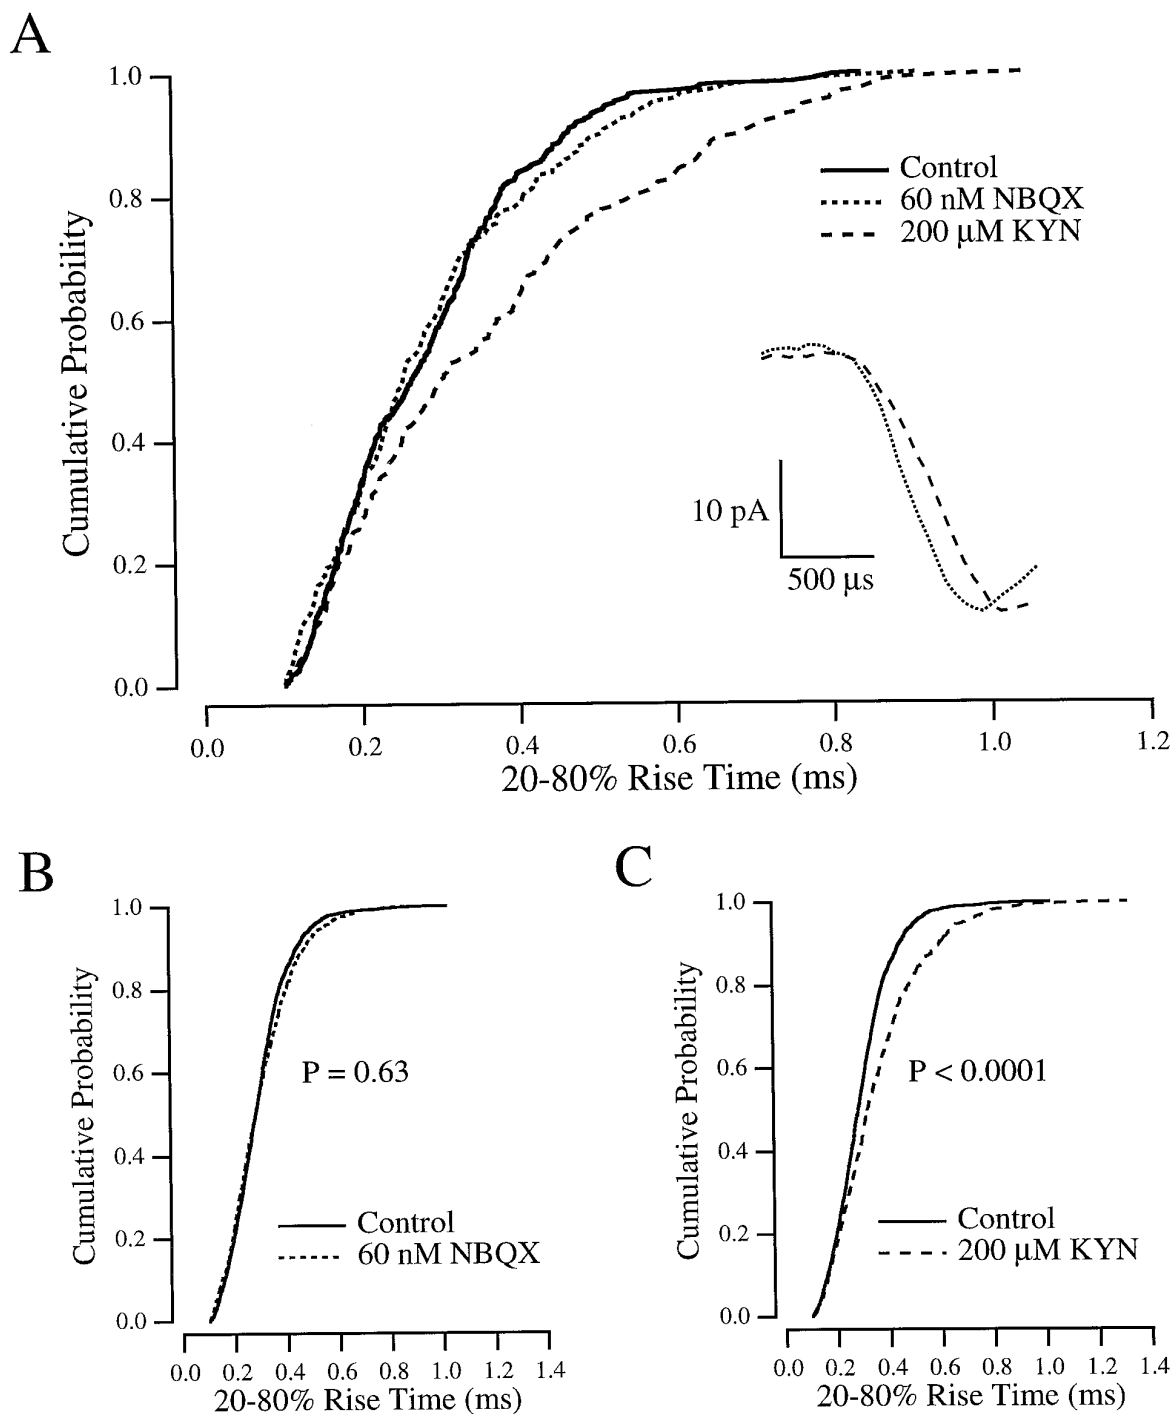 A
1.0
0.8
0.6
0.4
0.2
0.0
Cumulative Probability
Control
60 nM NBQX
200 µM KYN
10 pA
500 µs
0.0 0.2 0.4 0.6 0.8 1.0 1.2
20-80% Rise Time (ms)
B
1.0
0.8
0.6
0.4
0.2
0.0
Cumulative Probability
P = 0.63
Control
60 nM NBQX
0.0 0.2 0.4 0.6 0.8 1.0 1.2 1.4
20-80% Rise Time (ms)
C
1.0
0.8
0.6
0.4
0.2
0.0
Cumulative Probability
P < 0.0001
Control
200 µM KYN
0.0 0.2 0.4 0.6 0.8 1.0 1.2 1.4
20-80% Rise Time (ms)